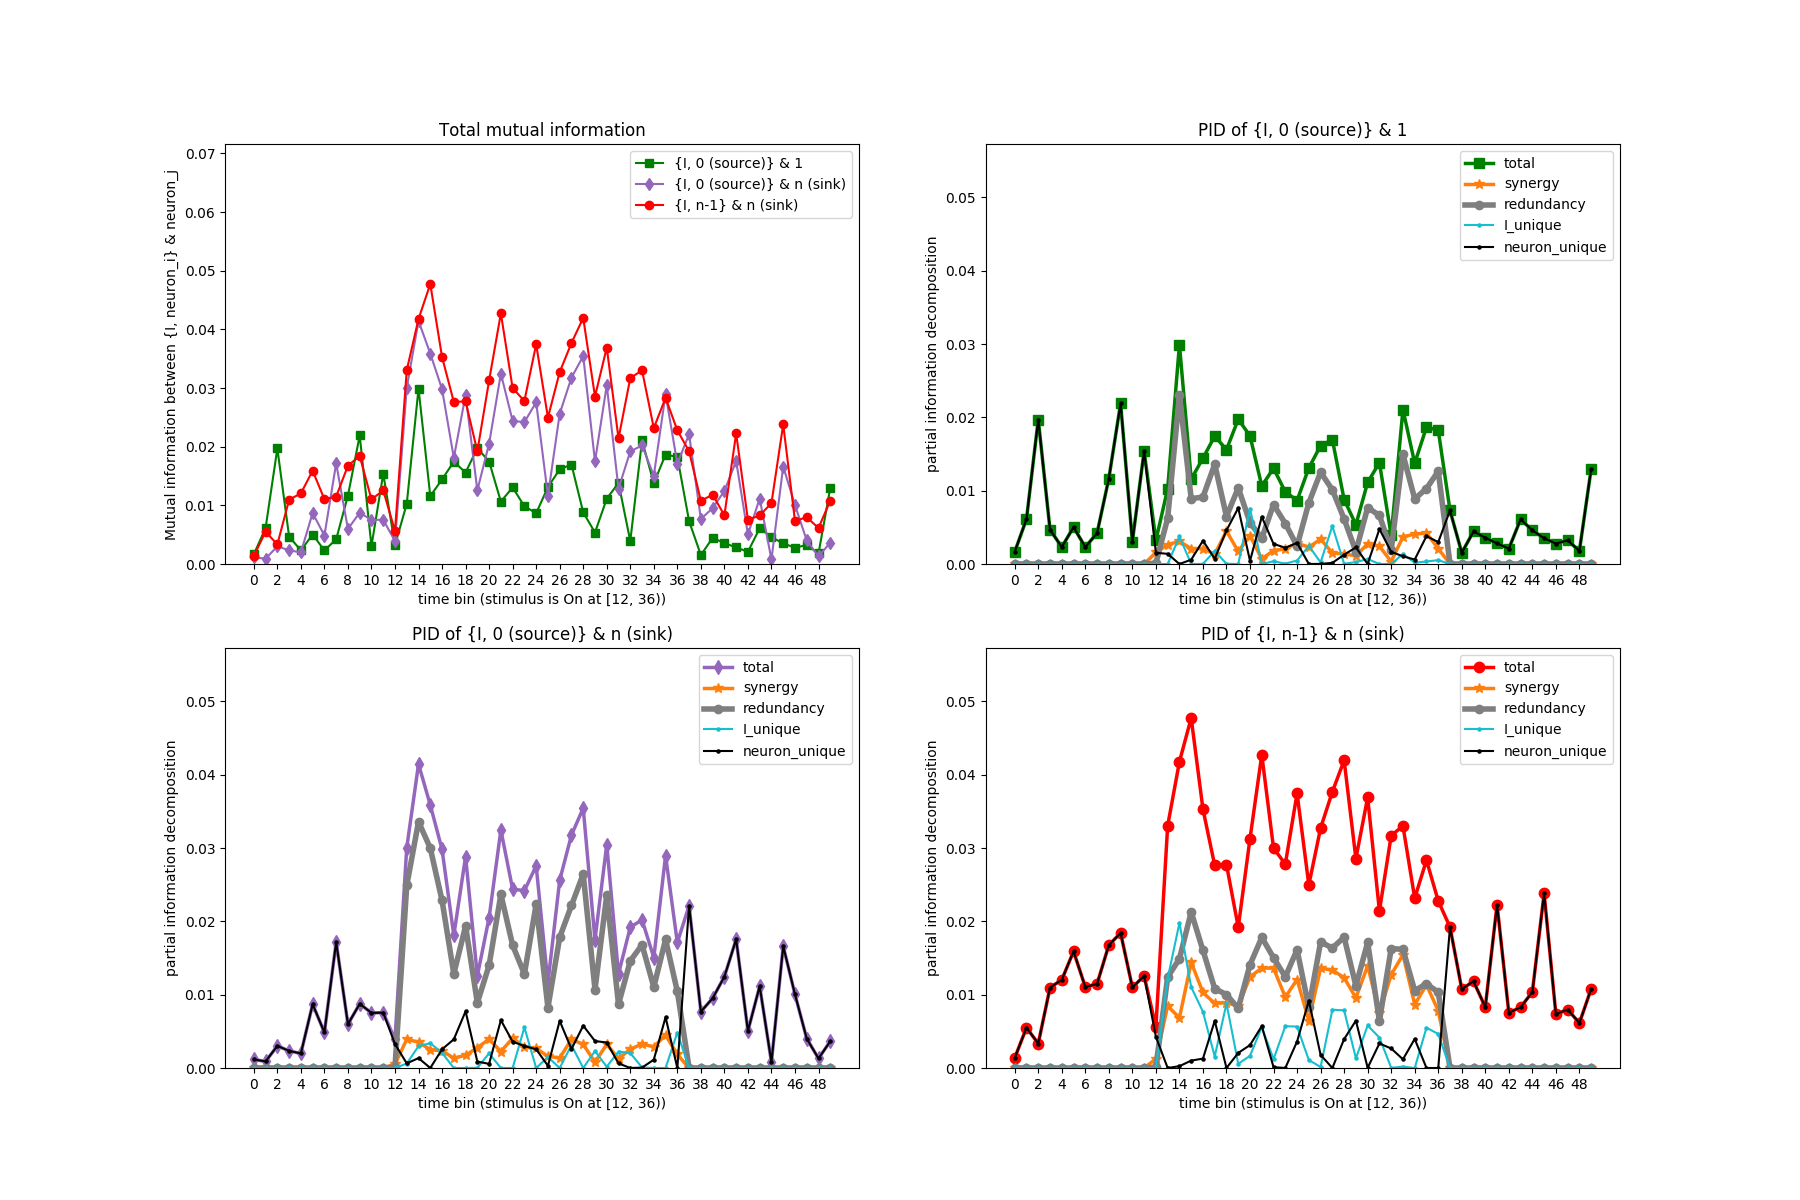 Total mutual information
Mutual information between {I, neuron_i} & neuron_j
0.07
0.06
0.05
0.04
0.03
0.02
0.01
0.00
{I, 0 (source)} & 1
{I, 0 (source)} & n (sink)
{I, n-1} & n (sink)
0 2 4 6 8 10 12 14 16 18 20 22 24 26 28 30 32 34 36 38 40 42 44 46 48
time bin (stimulus is On at [12, 36))
PID of {I, 0 (source)} & 1
partial information decomposition
0.05
0.04
0.03
0.02
0.01
0.00
total
synergy
redundancy
I_unique
neuron_unique
0 2 4 6 8 10 12 14 16 18 20 22 24 26 28 30 32 34 36 38 40 42 44 46 48
time bin (stimulus is On at [12, 36))
PID of {I, 0 (source)} & n (sink)
partial information decomposition
0.05
0.04
0.03
0.02
0.01
0.00
total
synergy
redundancy
I_unique
neuron_unique
0 2 4 6 8 10 12 14 16 18 20 22 24 26 28 30 32 34 36 38 40 42 44 46 48
time bin (stimulus is On at [12, 36))
PID of {I, n-1} & n (sink)
partial information decomposition
0.05
0.04
0.03
0.02
0.01
0.00
total
synergy
redundancy
I_unique
neuron_unique
0 2 4 6 8 10 12 14 16 18 20 22 24 26 28 30 32 34 36 38 40 42 44 46 48
time bin (stimulus is On at [12, 36))